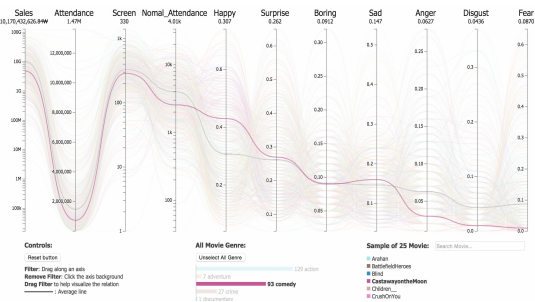 Sales Attendance Screen Nomal_Attendance Happy Surprise Boring Sad Anger Disgust Fear
10,170,432,626.84₩ 1.47M 330 4.01k 0.307 0.262 0.0912 0.147 0.0627 0.0436 0.0870
100G
10G
1G
100M
10M
1M
100k
12,000,000
10,000,000
8,000,000
6,000,000
4,000,000
2,000,000
1k
100
10
1
10k
1k
100
0.6
0.4
0.2
0.6
0.5
0.4
0.3
0.2
0.1
0.30
0.25
0.20
0.15
0.10
0.05
0.5
0.4
0.3
0.2
0.1
0.25
0.20
0.15
0.10
0.05
0.00
0.3
0.2
0.1
0.0
0.6
0.5
0.4
0.3
0.2
0.1
0.0
Controls:
Reset button
Filter: Drag along an axis
Remove Filter: Click the axis background
Drag Filter to help visualize the relation
: Average line
All Movie Genre:
Unselect All Genre
129 action
7 adventure
93 comedy
27 crime
1 documentary
Sample of 25 Movie: Search Movie...
Arahan
BattlefieldHeroes
Blind
CastawayontheMoon
Children__
CrushOnYou